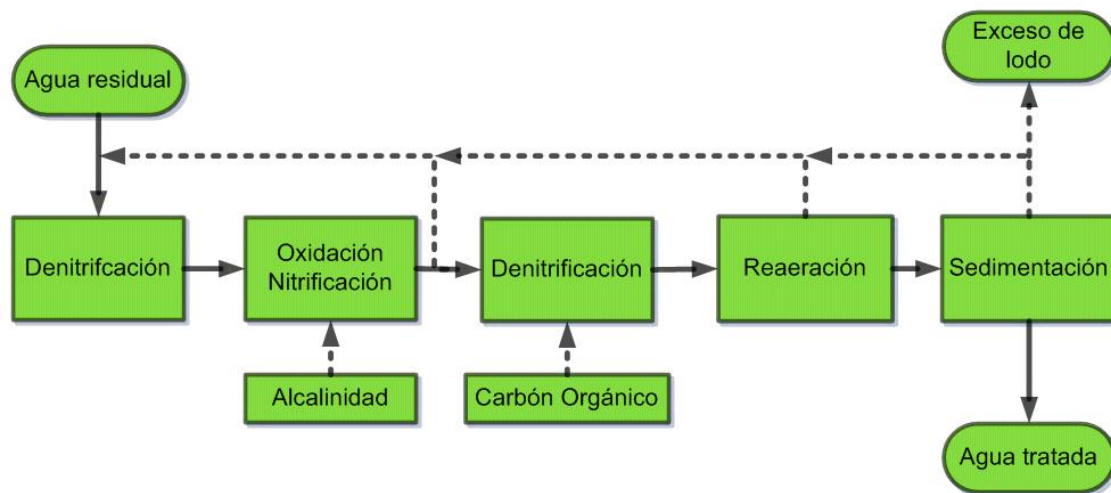 Exceso de
lodo
Agua residual
Denitrifcación
Oxidación
Nitrificación
Denitrificación
Reaeración
Sedimentación
Alcalinidad
Carbón Orgánico
Agua tratada